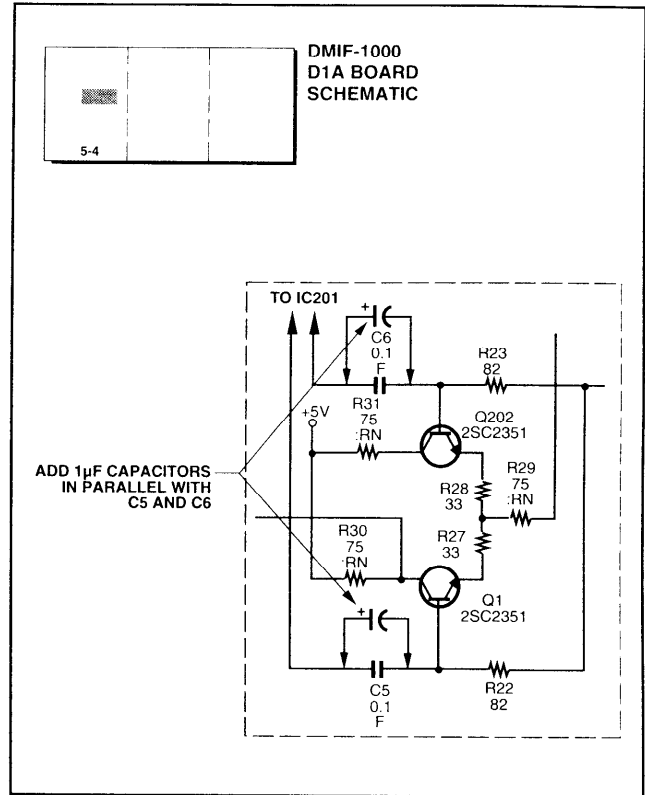 DMIF-1000
D1A BOARD
SCHEMATIC
5-4
TO IC201
+
C6
0.1
F
R23
82
R31
75
:RN
+5V
Q202
2SC2351
ADD 1µF CAPACITORS
IN PARALLEL WITH
C5 AND C6
R29
75
:RN
R28
33
R27
33
R30
75
:RN
+
Q1
2SC2351
C5
0.1
F
R22
82